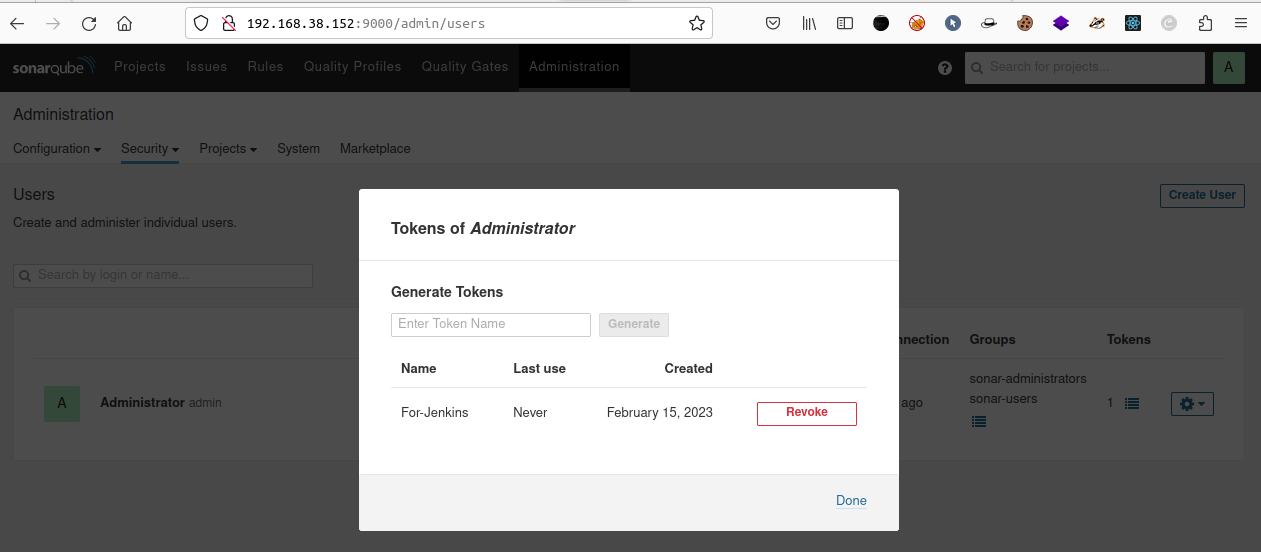 192.168.38.152:9000/admin/users
sonarqube Projects Issues Rules Quality Profiles Quality Gates Administration ? Search for projects... A
Administration
Configuration Security Projects System Marketplace
Users
Create User
Create and administer individual users.
Search by login or name...
nnection Groups Tokens
A Administrator admin ago sonar-administrators
sonar-users 1
Tokens of Administrator
Generate Tokens
Enter Token Name Generate
Name Last use Created
For-Jenkins Never February 15, 2023 Revoke
Done